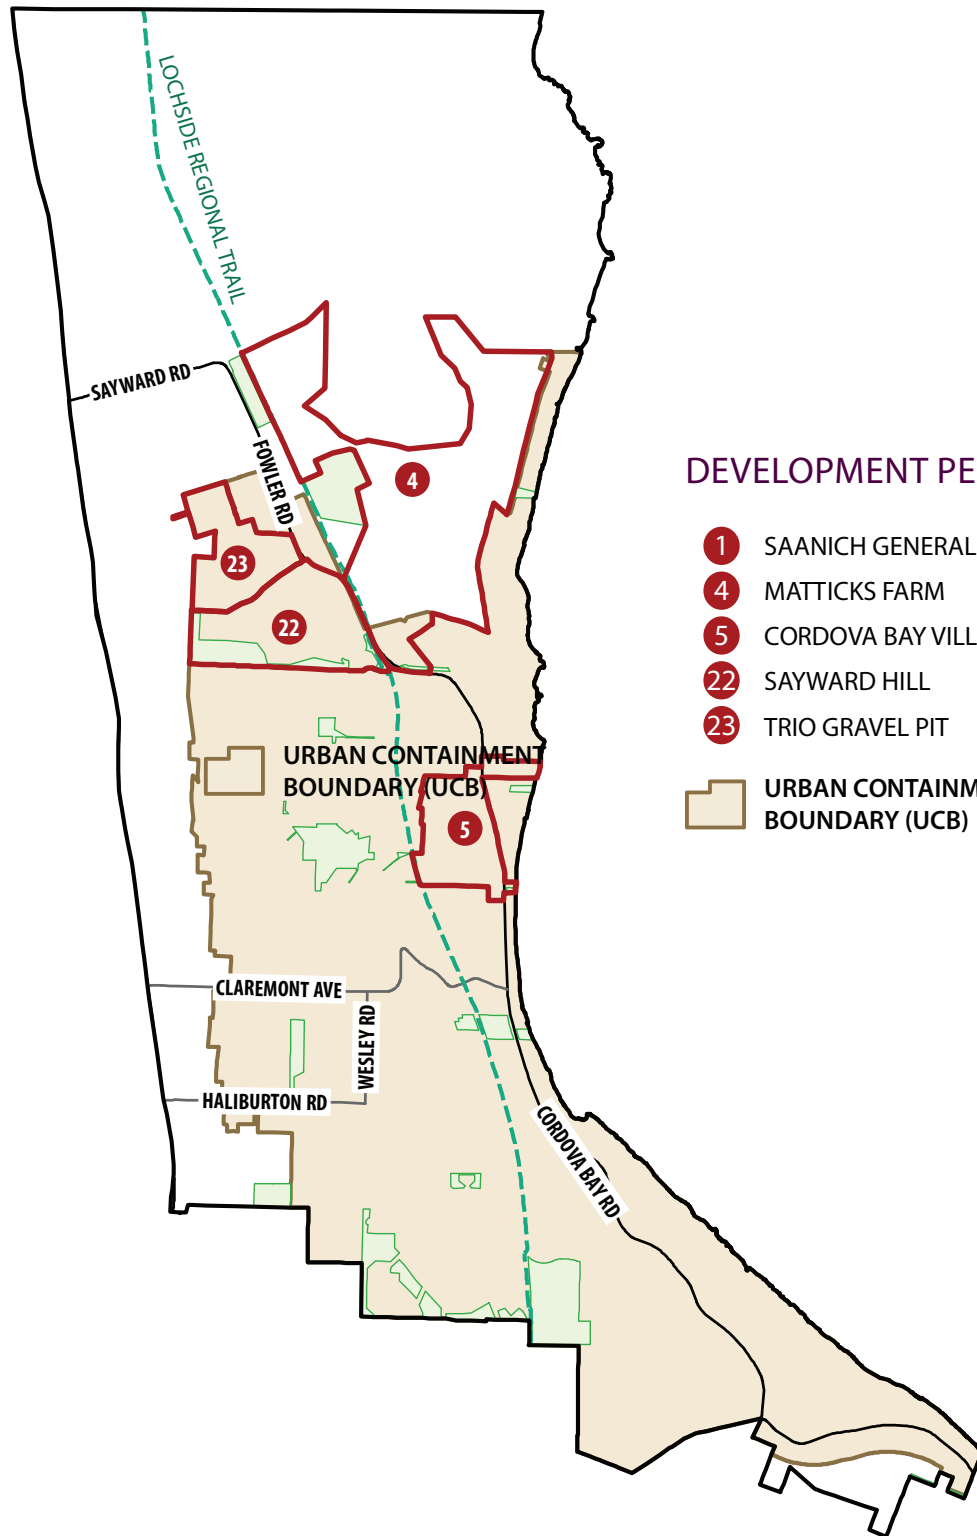 LOCHSIDE REGIONAL TRAIL
SAYWARD RD
FOWLER RD
4
23
22
URBAN CONTAINMENT
BOUNDARY (UCB)
5
CLAREMONT AVE
WESLEY RD
HALIBURTON RD
CORDOVA BAY RD
DEVELOPMENT PE
1 SAANICH GENERAL
4 MATTICKS FARM
5 CORDOVA BAY VILL
22 SAYWARD HILL
23 TRIO GRAVEL PIT
URBAN CONTAINM
BOUNDARY (UCB)